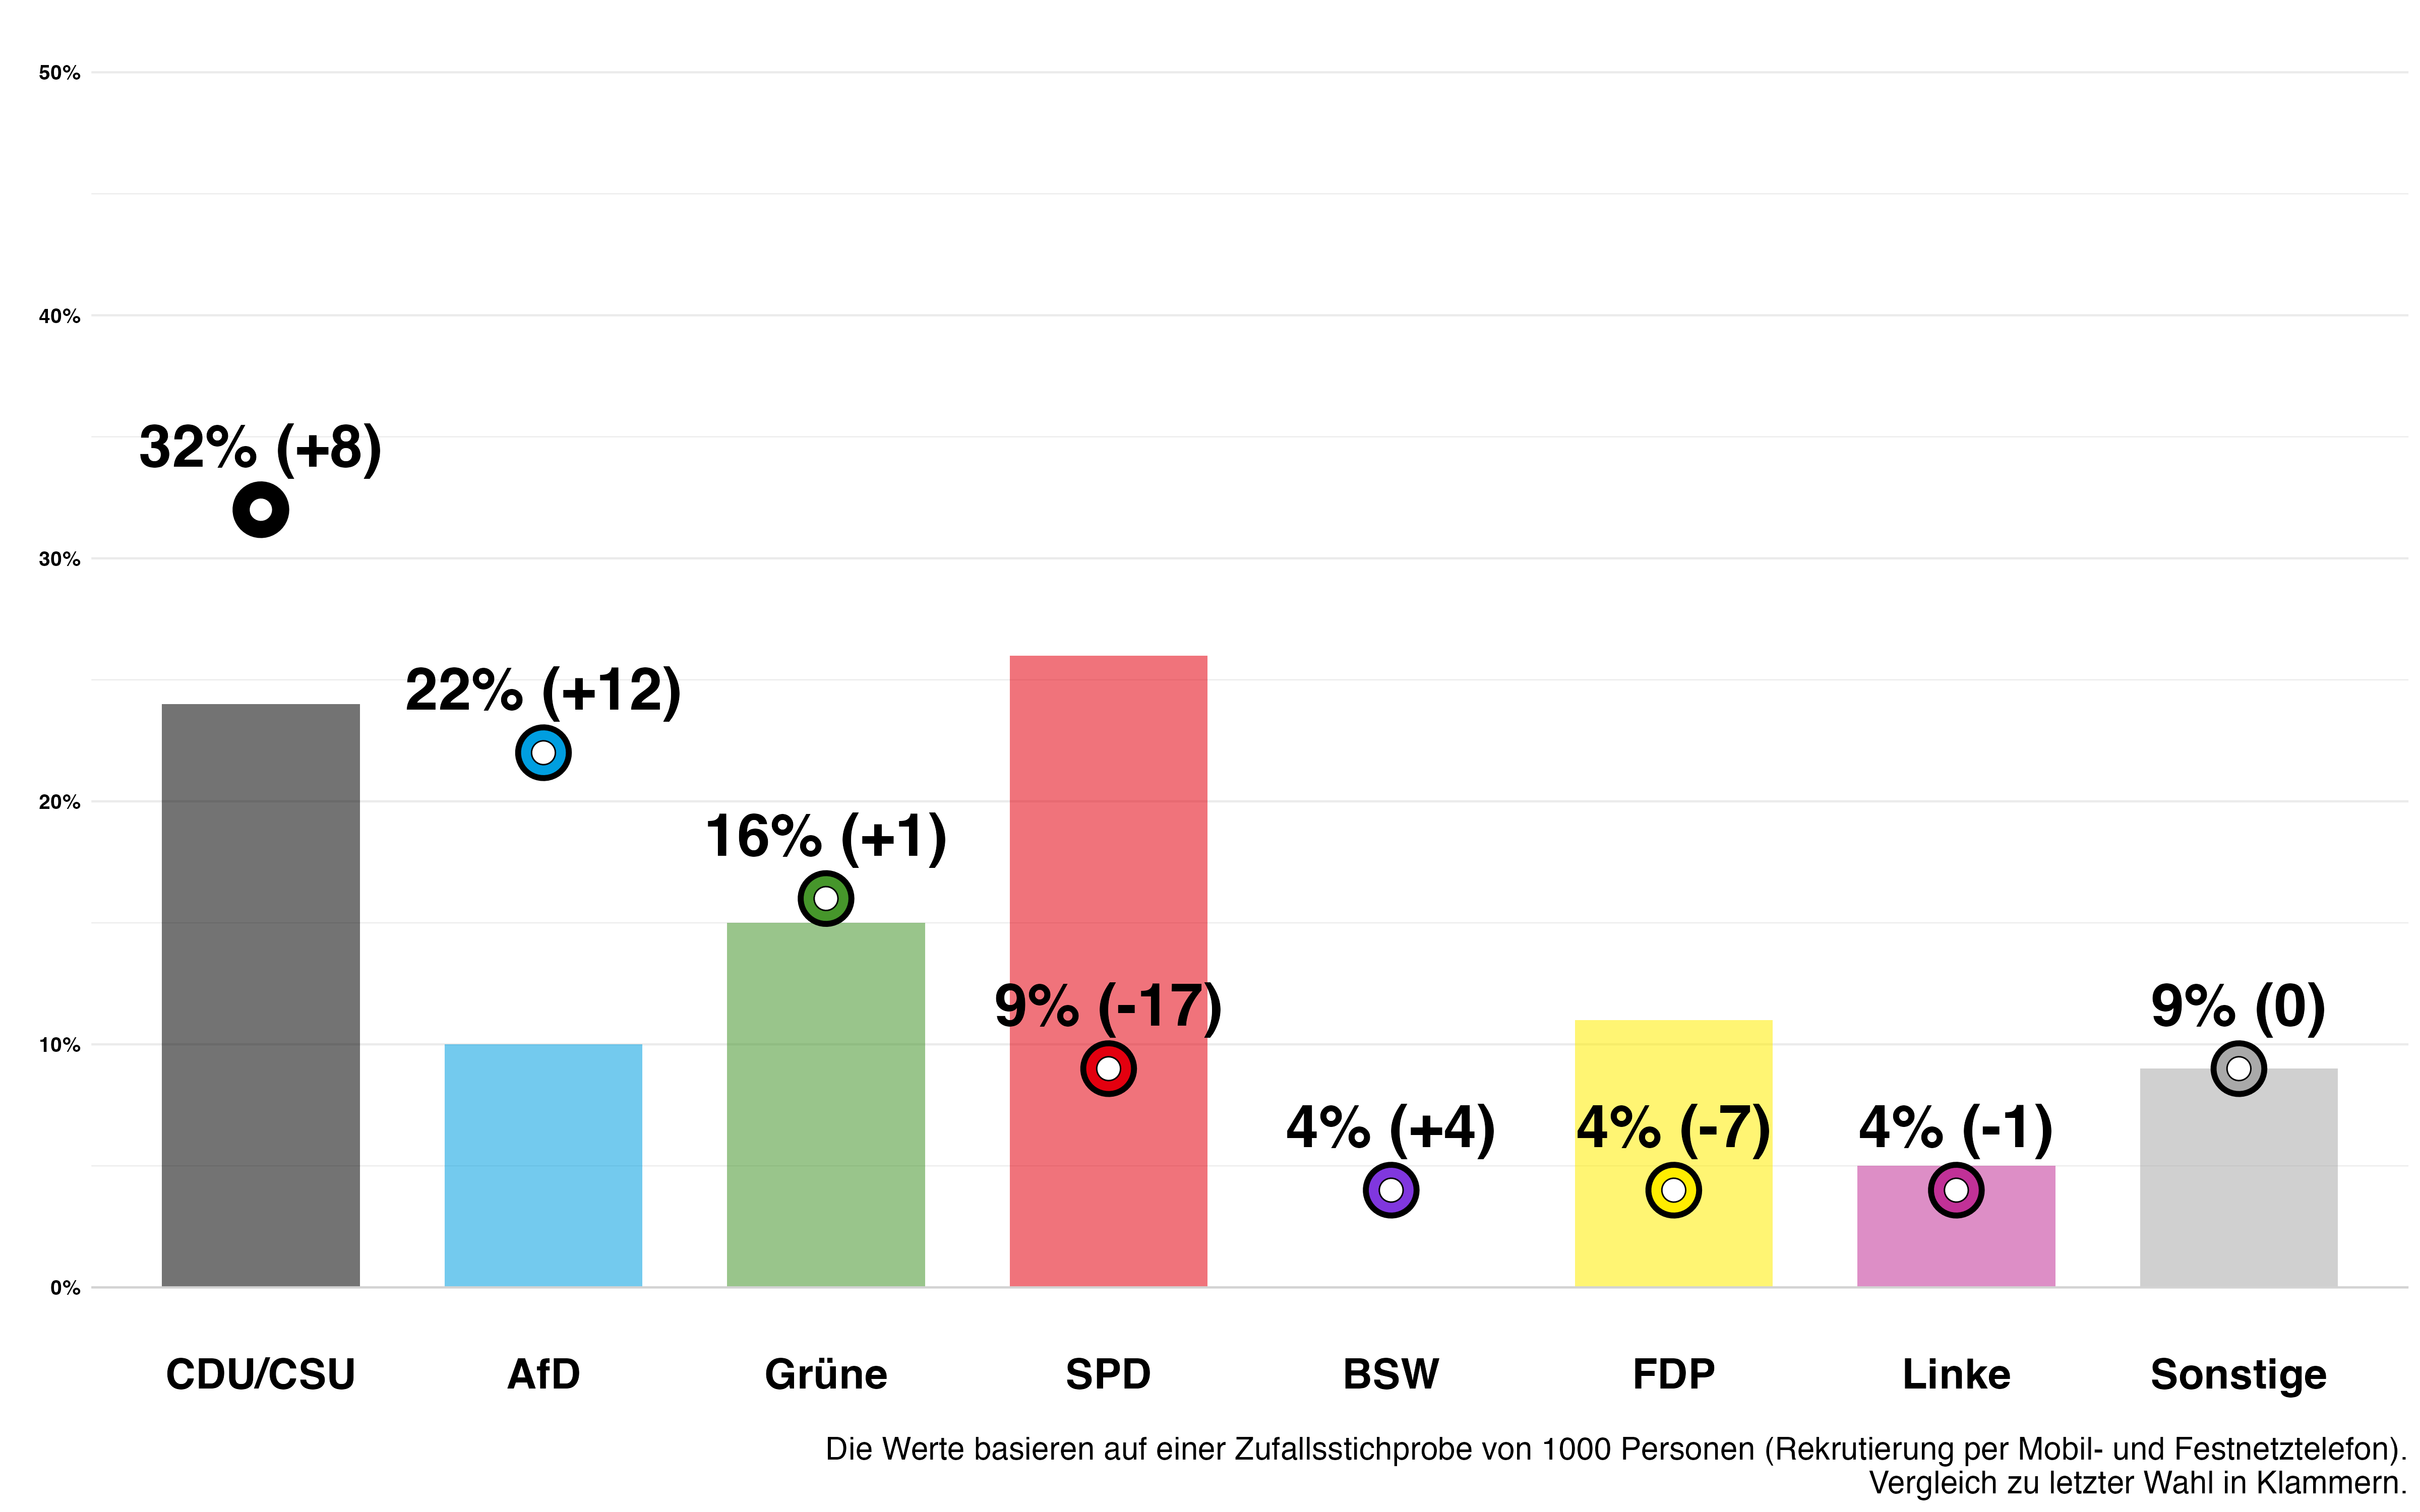 50%
40%
30%
20%
10%
0%
32% (+8)
22% (+12)
16% (+1)
9% (-17)
4% (+4)
4% (-7)
4% (-1)
9% (0)
CDU/CSU
AfD
Grüne
SPD
BSW
FDP
Linke
Sonstige
Die Werte basieren auf einer Zufallsstichprobe von 1000 Personen (Rekrutierung per Mobil- und Festnetztelefon).
Vergleich zu letzter Wahl in Klammern.